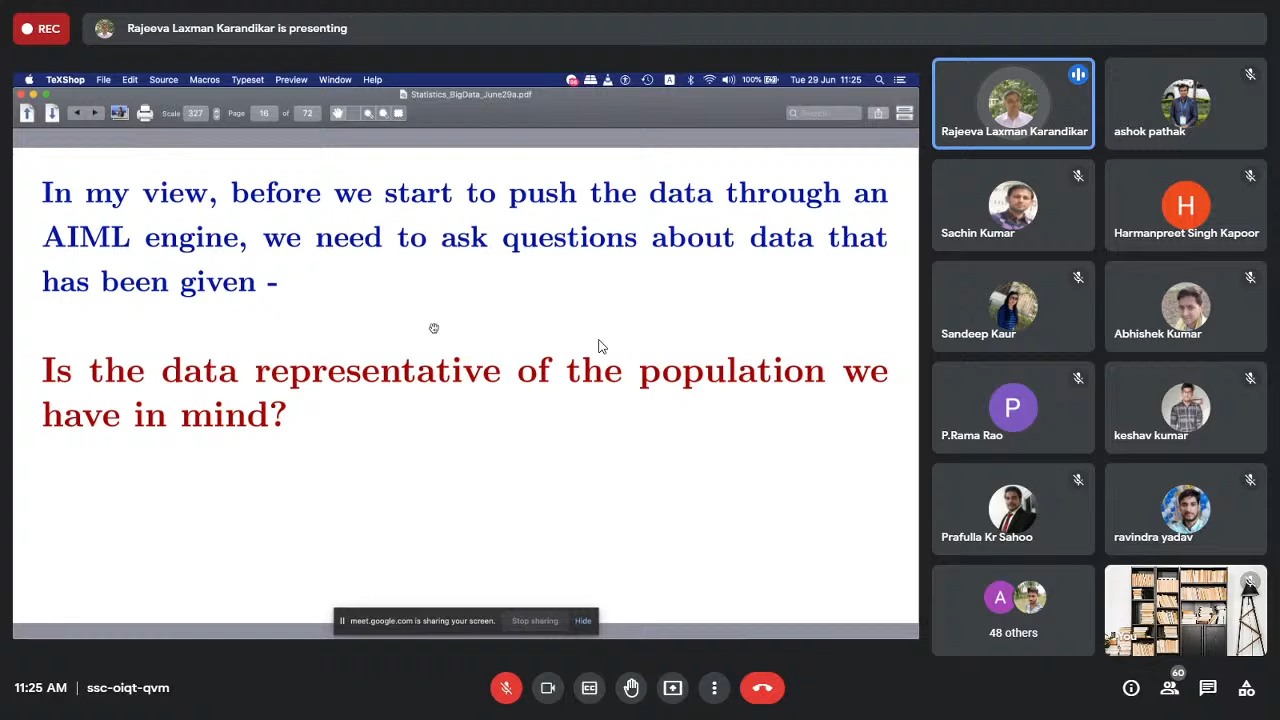 REC
Rajeeva Laxman Karandikar is presenting
TeXShop File Edit Source Macros Typeset Preview Window Help
A 100% Tue 29 Jun 11:25
Statistics_BigData_June29a.pdf
Scale 327 Page 16 of 72 Search
In my view, before we start to push the data through an
AIML engine, we need to ask questions about data that
has been given -
Is the data representative of the population we
have in mind?
meet.google.com is sharing your screen. Stop sharing Hide
Rajeeva Laxman Karandikar
ashok pathak
Sachin Kumar
H
Harmanpreet Singh Kapoor
Sandeep Kaur
Abhishek Kumar
P
P.Rama Rao
keshav kumar
Prafulla Kr Sahoo
ravindra yadav
A
48 others
You
11:25 AM | ssc-oiqt-qvm
60